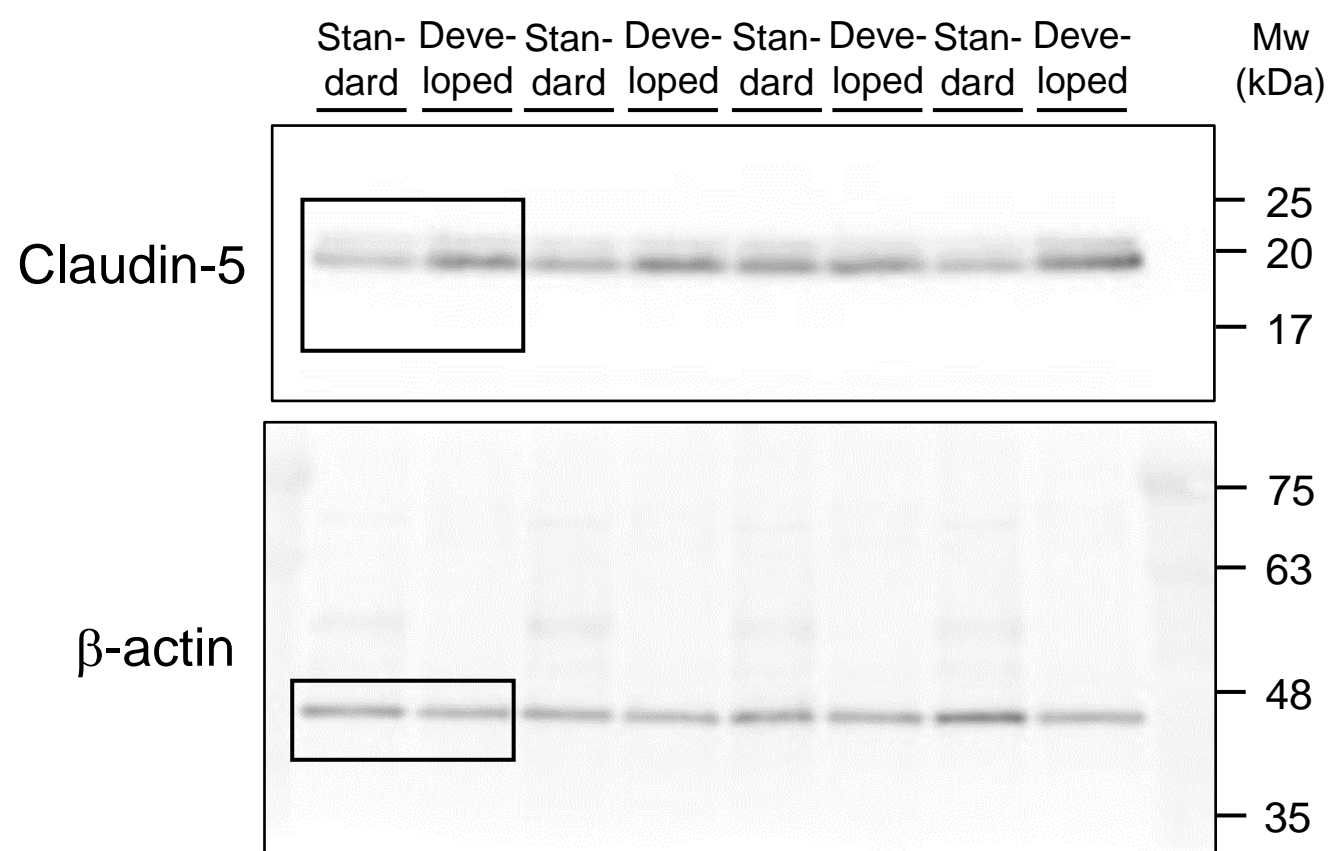 Stan- Deve- Stan- Deve- Stan- Deve- Stan- Deve- Mw
dard loped dard loped dard loped dard loped (kDa)
25
Claudin-5 20
17
75
63
β-actin
48
35